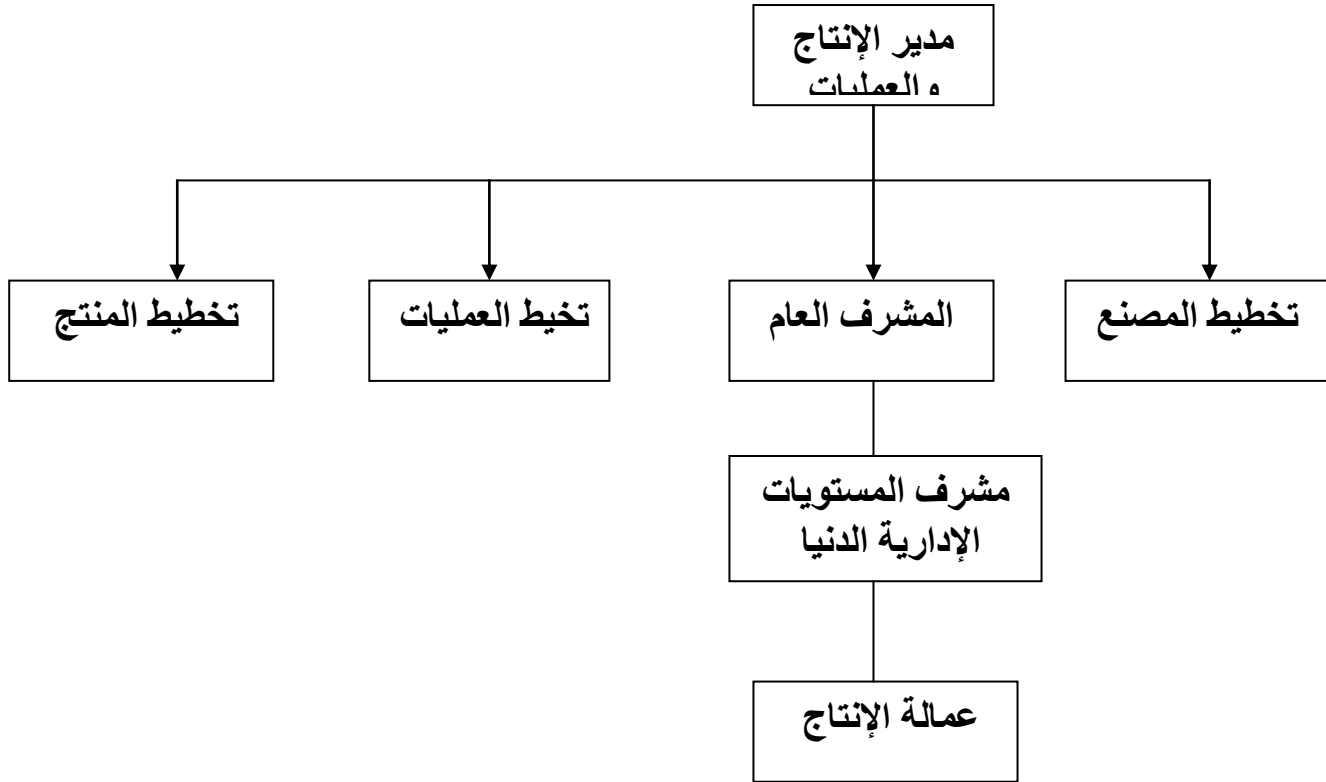 مدير الإنتاج
و العمليات
تخطيط المصنع
المشرف العام
تخيط العمليات
تخطيط المنتج
مشرف المستويات
الإدارية الدنيا
عمالة الإنتاج